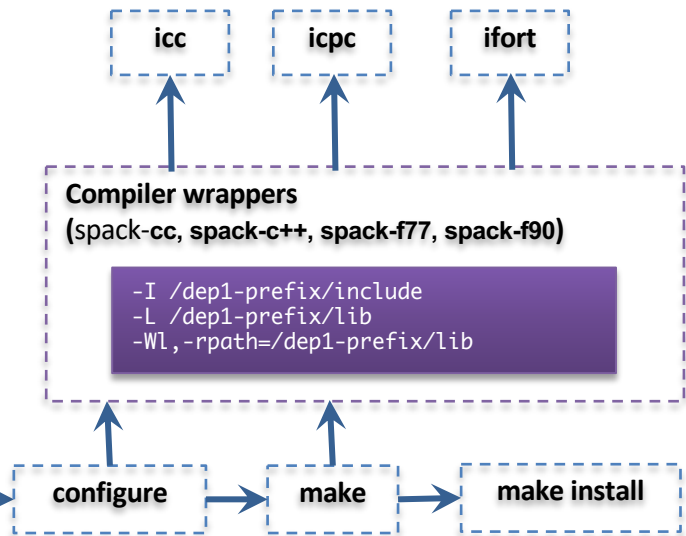 icc icpc ifort
Compiler wrappers
(spack-cc, spack-c++, spack-f77, spack-f90)
-I /dep1-prefix/include
-L /dep1-prefix/lib
-Wl,-rpath=/dep1-prefix/lib
configure make make install